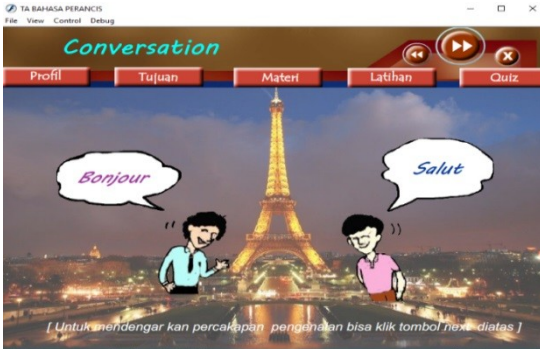 TA BAHASA PERANCIS
File View Control Debug
Conversation
Profil Tujuan Materi Latihan Quiz
Bonjour
Salut
[ Untuk mendengar kan percakapan pengenalan bisa klik tombol next diatas ]